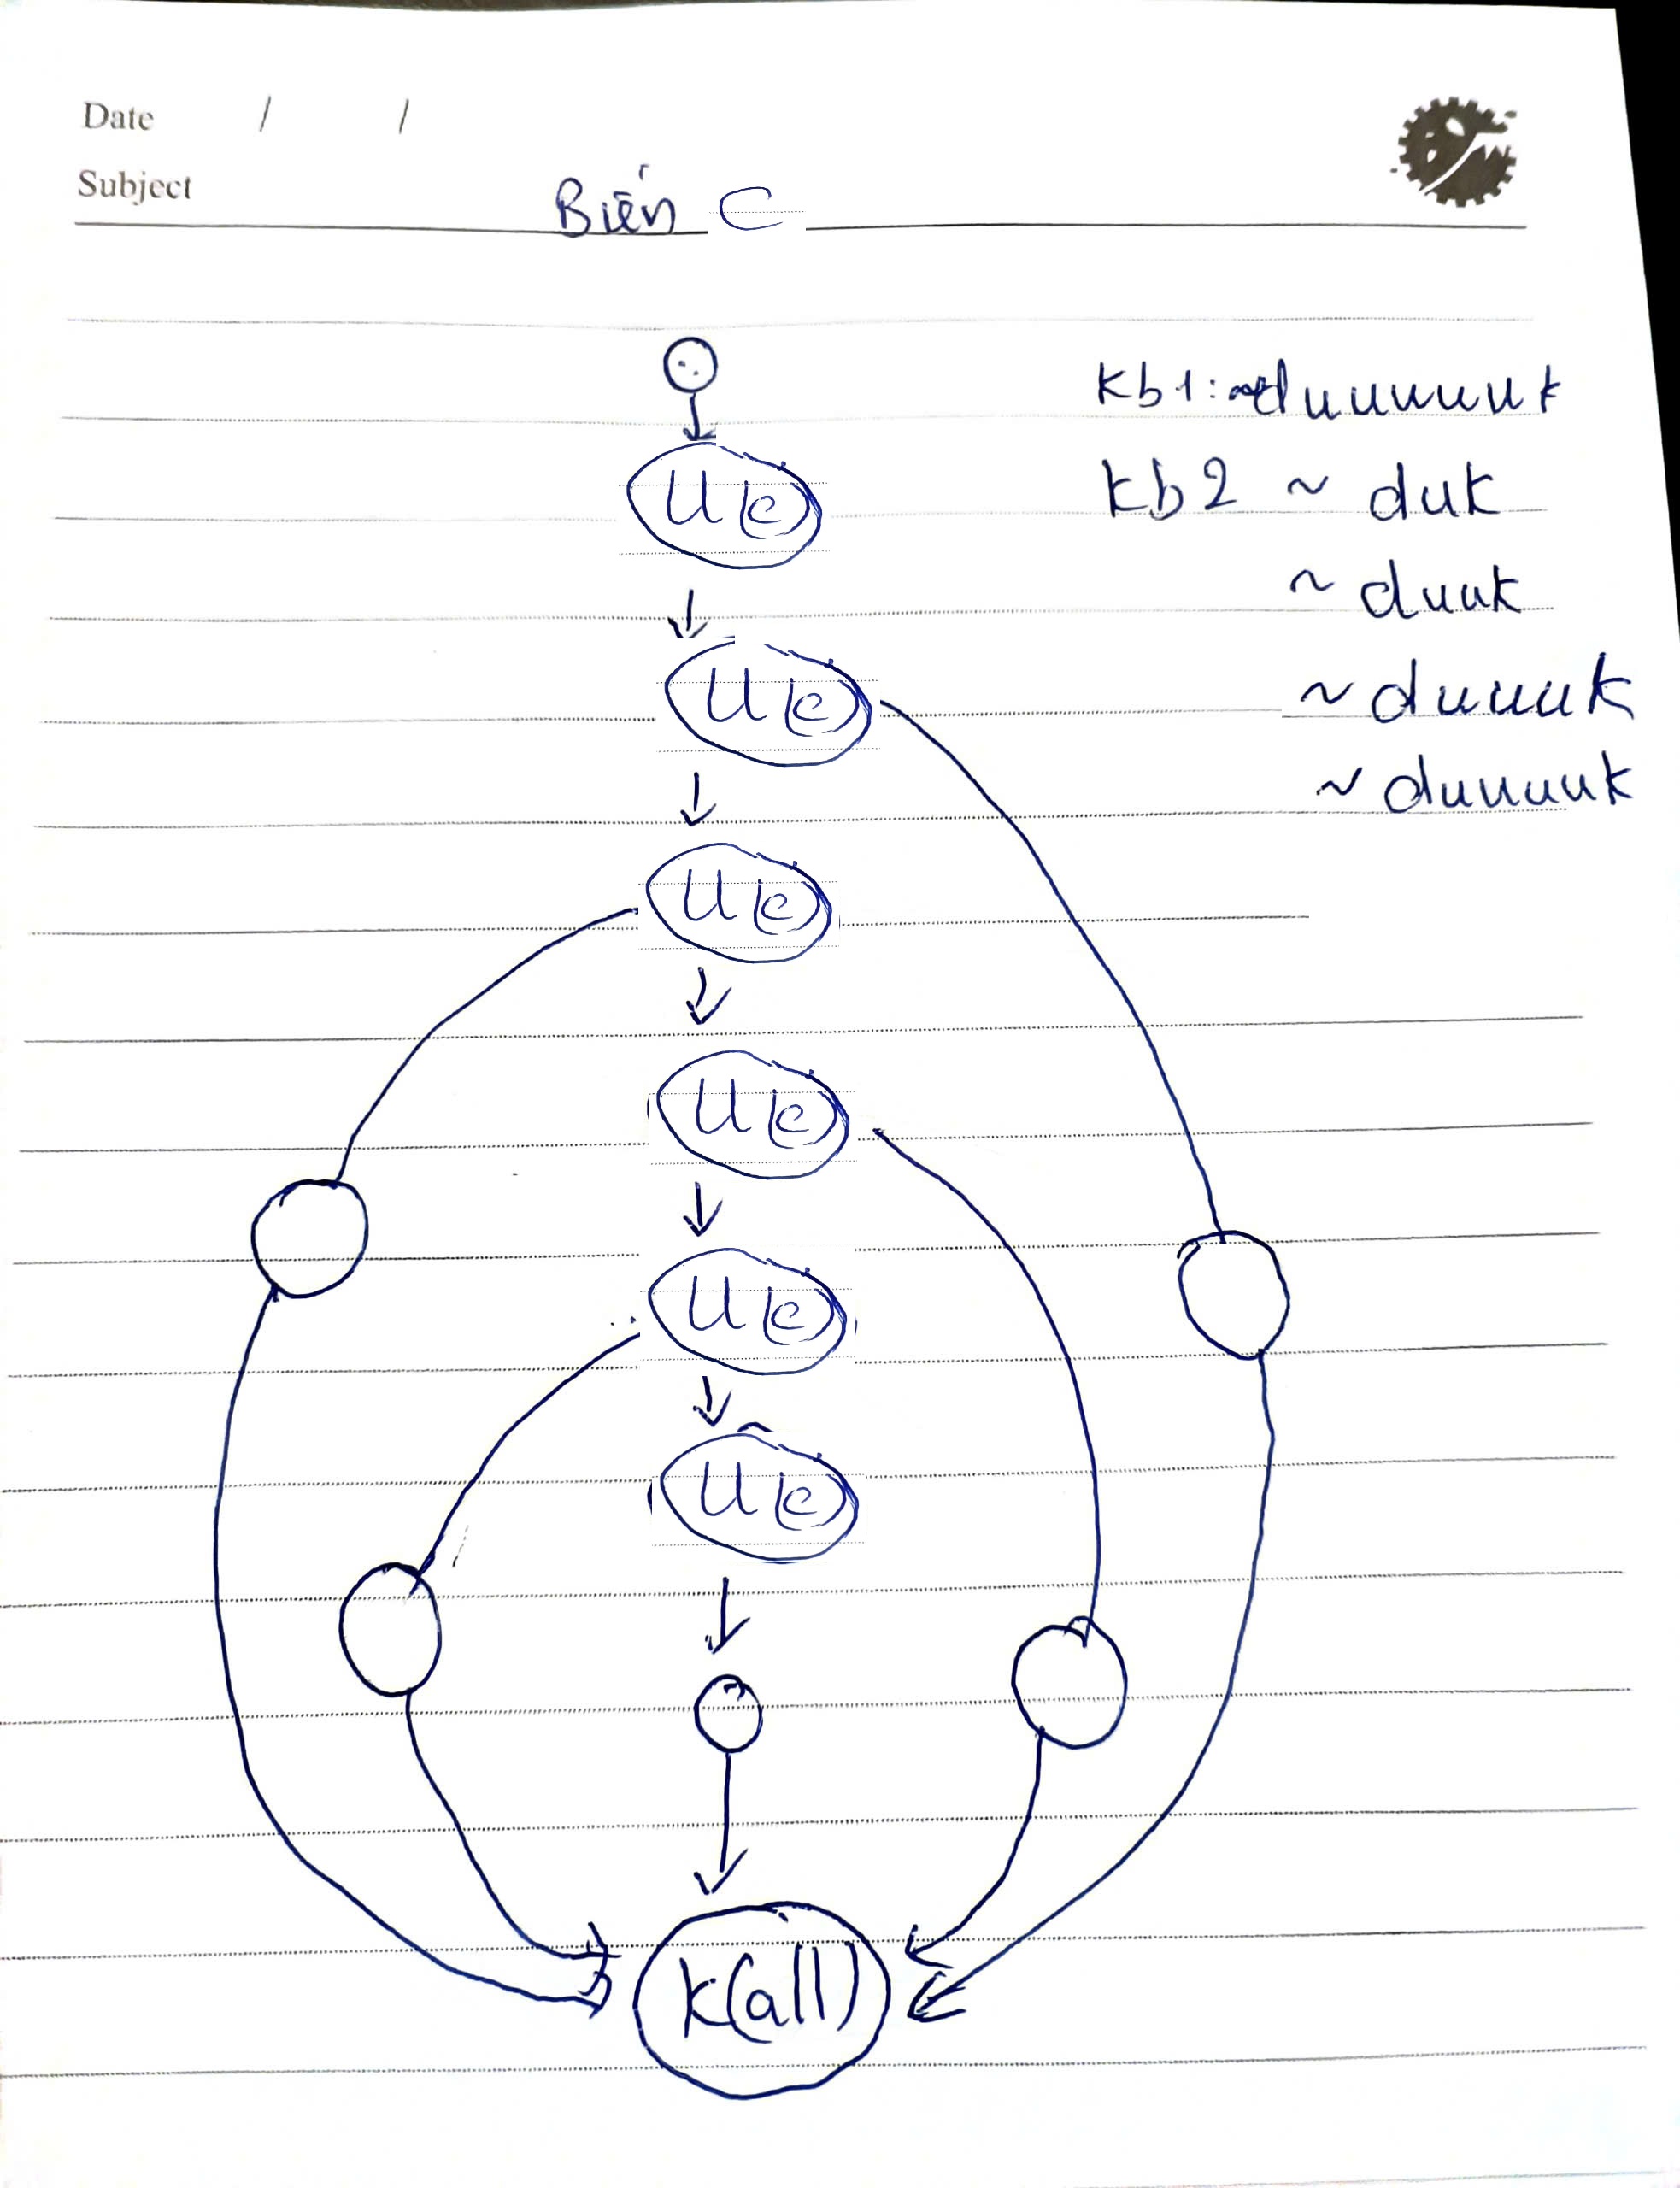 Date / /
Subject
Biến C
kb1: ~duuuuuk
U(c)
kb2 ~ duk
~ duuk
U(c)
~ duuuk
~ duuuuk
U(c)
U(c)
U(c)
U(c)
k(all)